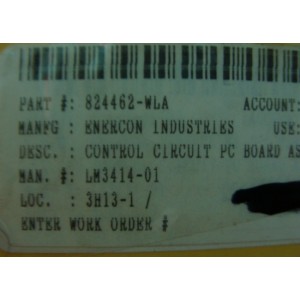 PART #: 824462-WLA ACCOUNT:
MANFG : ENERCON INDUSTRIES USE:
DESC. : CONTROL CIRCUIT PC BOARD AS
MAN. #: LM3414-01
LOC. : 3H13-1 /
ENTER WORK ORDER #